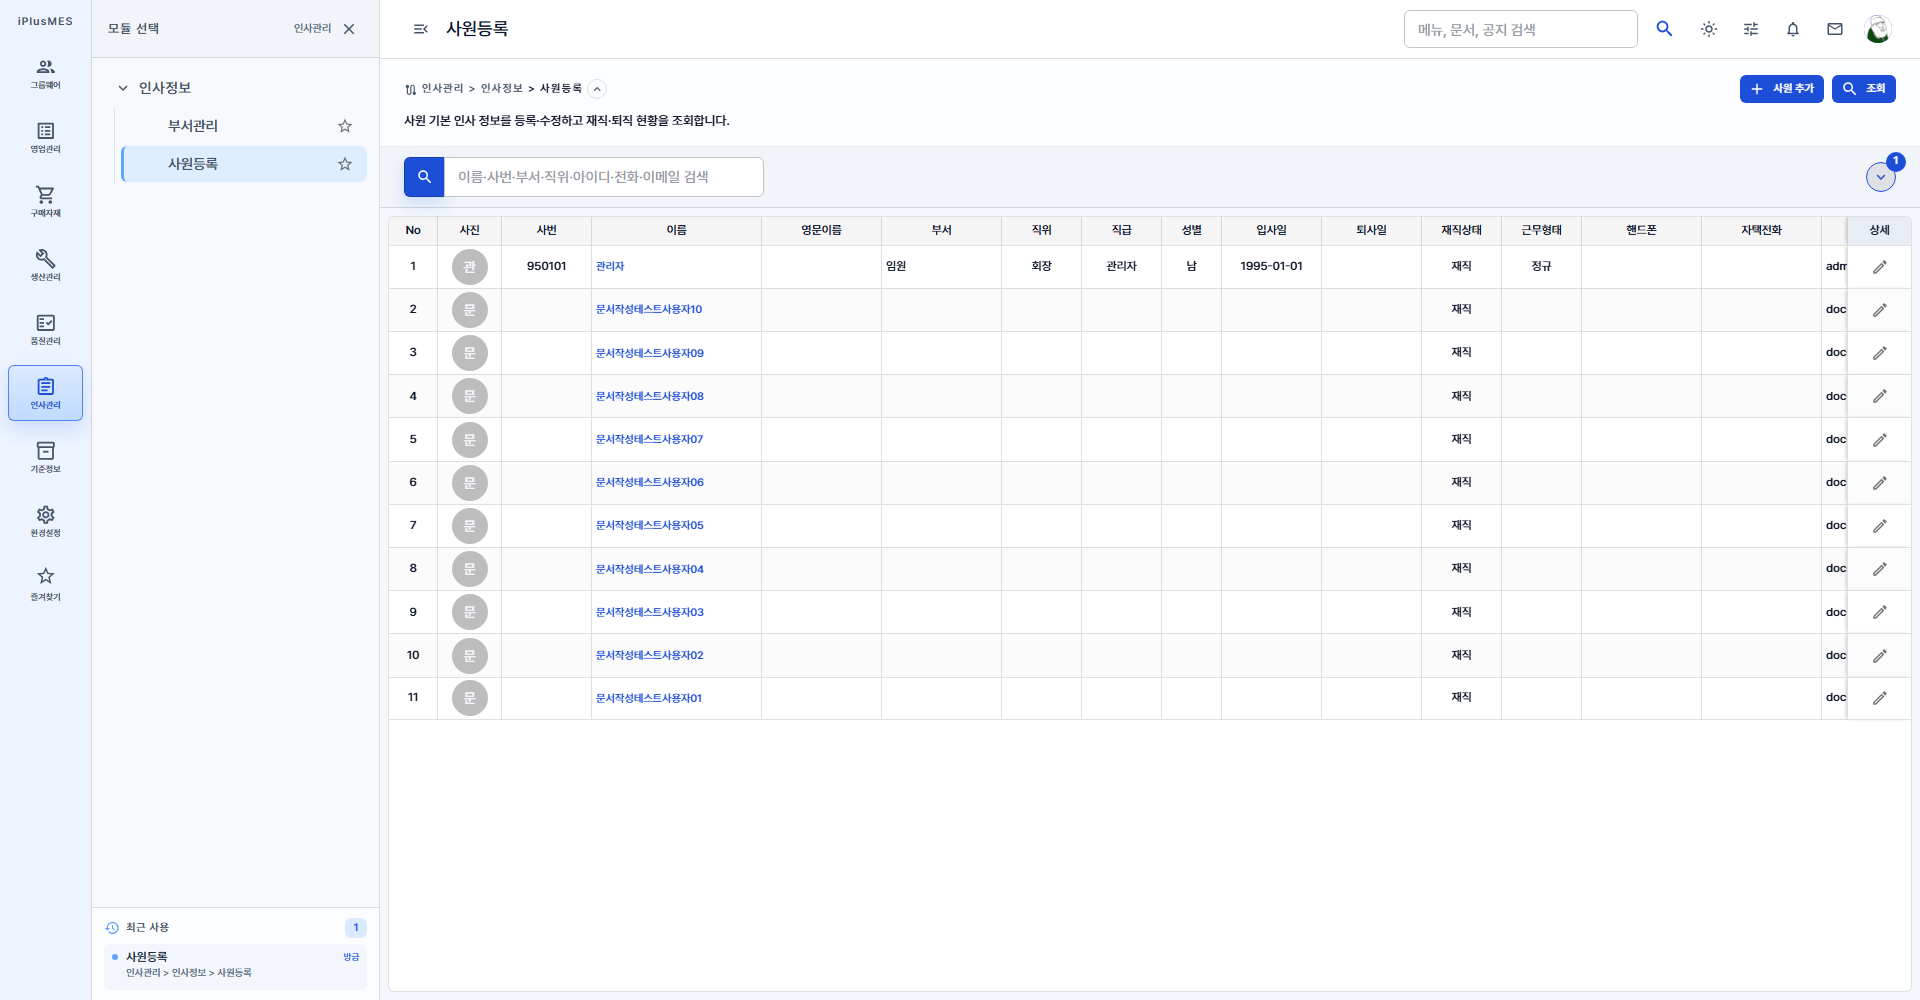 iPlusMES
그룹웨어
영업관리
구매자재
생산관리
품질관리
인사관리
기준정보
환경설정
즐겨찾기
모듈 선택
인사관리
인사정보
부서관리
사원등록
최근 사용
1
사원등록
방금
인사관리 > 인사정보 > 사원등록
사원등록
메뉴, 문서, 공지 검색
인사관리 > 인사정보 > 사원등록
사원 추가
조회
사원 기본 인사 정보를 등록·수정하고 재직·퇴직 현황을 조회합니다.
이름·사번·부서·직위·아이디·전화·이메일 검색
1
No 사진 사번 이름 영문이름 부서 직위 직급 성별 입사일 퇴사일 재직상태 근무형태 핸드폰 자택전화 상세
1 관 950101 관리자 임원 회장 관리자 남 1995-01-01 재직 정규 adm
2 문 문서작성테스트사용자10 재직 doc
3 문 문서작성테스트사용자09 재직 doc
4 문 문서작성테스트사용자08 재직 doc
5 문 문서작성테스트사용자07 재직 doc
6 문 문서작성테스트사용자06 재직 doc
7 문 문서작성테스트사용자05 재직 doc
8 문 문서작성테스트사용자04 재직 doc
9 문 문서작성테스트사용자03 재직 doc
10 문 문서작성테스트사용자02 재직 doc
11 문 문서작성테스트사용자01 재직 doc